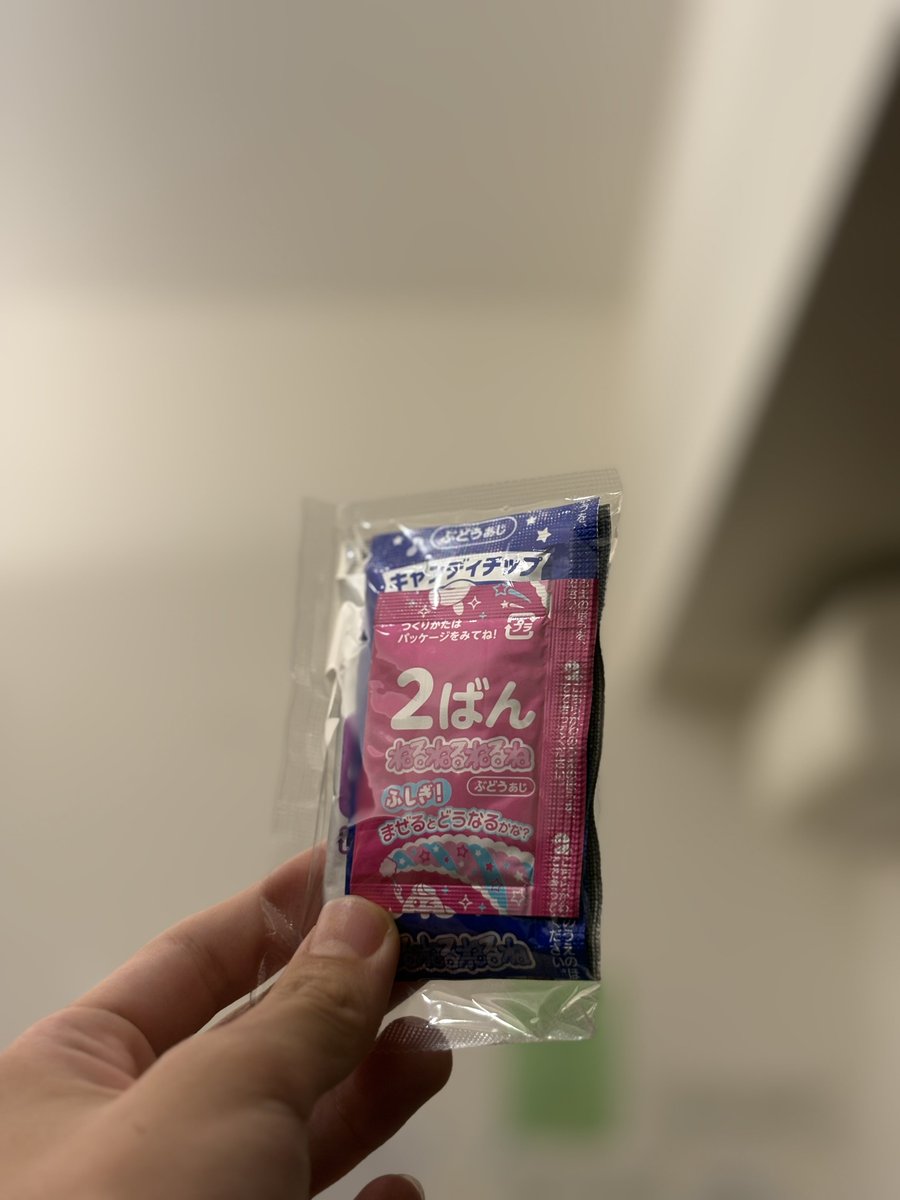 ぶどうあじ
キャンディチップ
つくりかたは
パッケージをみてね!
プラ
2ばん
ねるねるねるね
ぶどうあじ
ふしぎ!
まぜるとどうなるかな?
ねるねるねるね